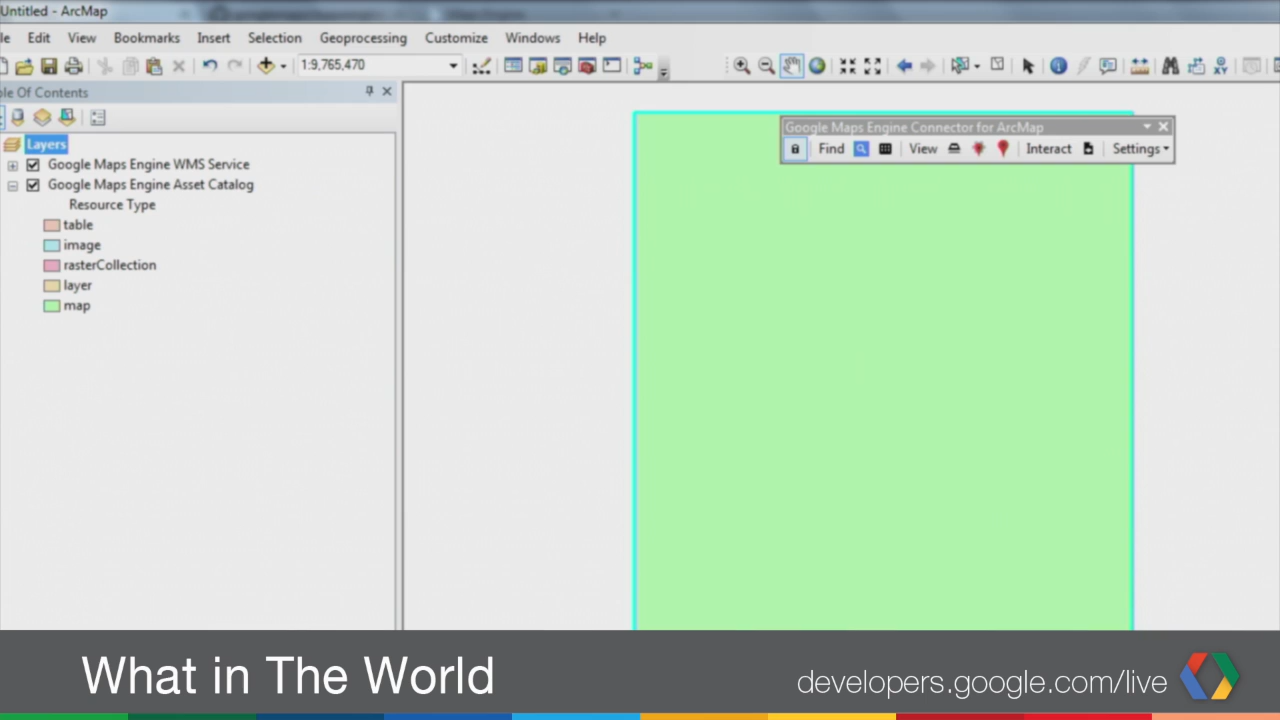 Untitled - ArcMap
le Edit View Bookmarks Insert Selection Geoprocessing Customize Windows Help
1:9,765,470
ble Of Contents
Layers
Google Maps Engine WMS Service
Google Maps Engine Asset Catalog
Resource Type
table
image
rasterCollection
layer
map
Google Maps Engine Connector for ArcMap
Find View Interact Settings
What in The World
developers.google.com/live